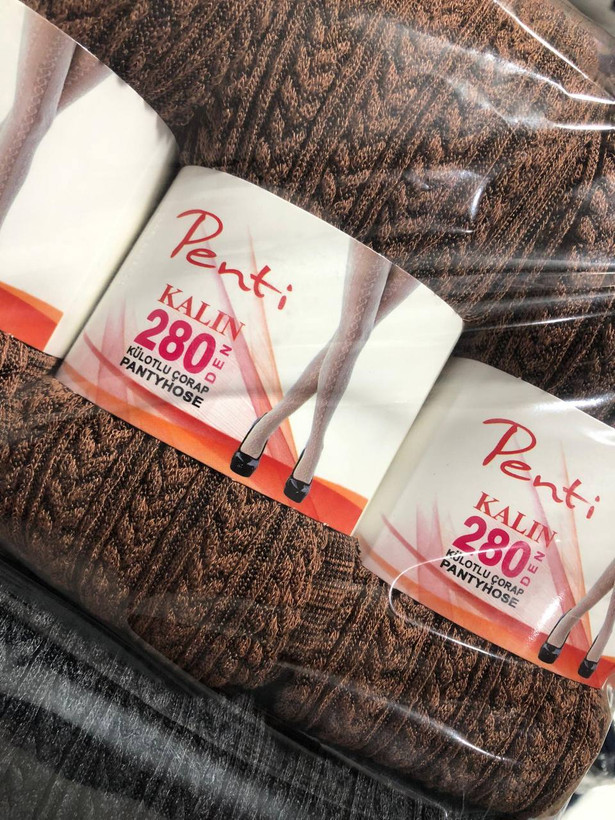 Penti
KALIN
280 DEN
KÜLOTLU ÇORAP
PANTYHOSE
Penti
KALIN
280 DEN
KÜLOTLU ÇORAP
PANTYHOSE